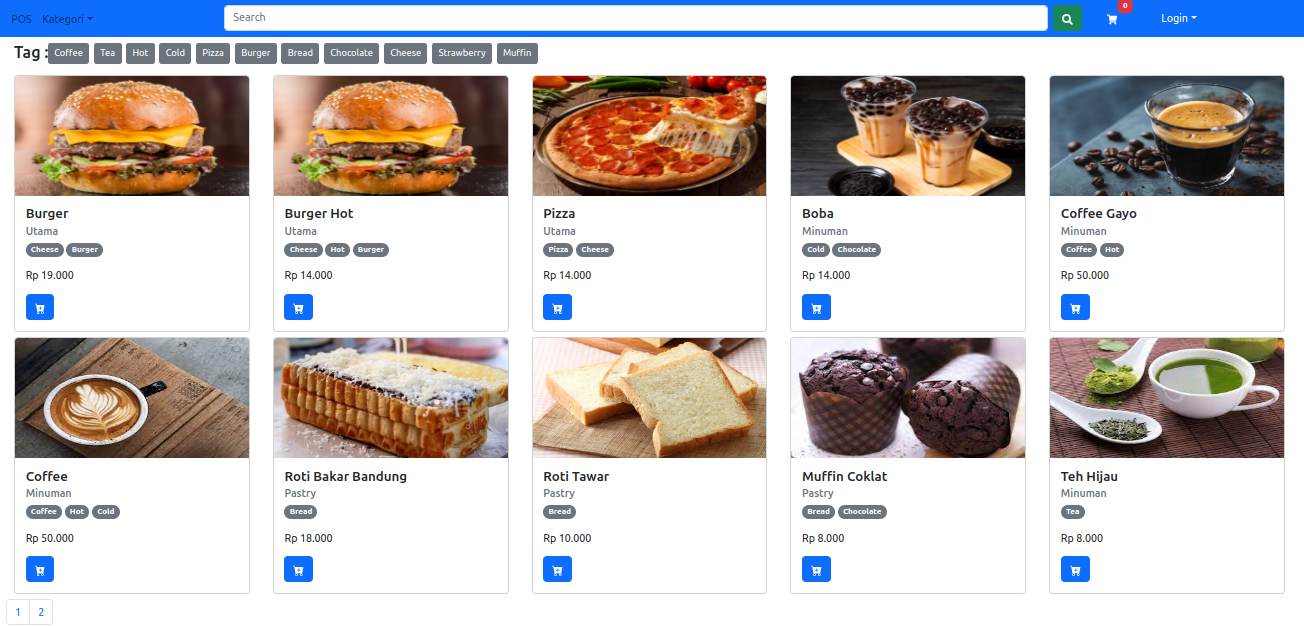 POS Kategori Search 0 Login
Tag : Coffee Tea Hot Cold Pizza Burger Bread Chocolate Cheese Strawberry Muffin
Burger
Utama
Cheese Burger
Rp 19.000
Burger Hot
Utama
Cheese Hot Burger
Rp 14.000
Pizza
Utama
Pizza Cheese
Rp 14.000
Boba
Minuman
Cold Chocolate
Rp 14.000
Coffee Gayo
Minuman
Coffee Hot
Rp 50.000
Coffee
Minuman
Coffee Hot Cold
Rp 50.000
Roti Bakar Bandung
Pastry
Bread
Rp 18.000
Roti Tawar
Pastry
Bread
Rp 10.000
Muffin Coklat
Pastry
Bread Chocolate
Rp 8.000
Teh Hijau
Minuman
Tea
Rp 8.000
1 2